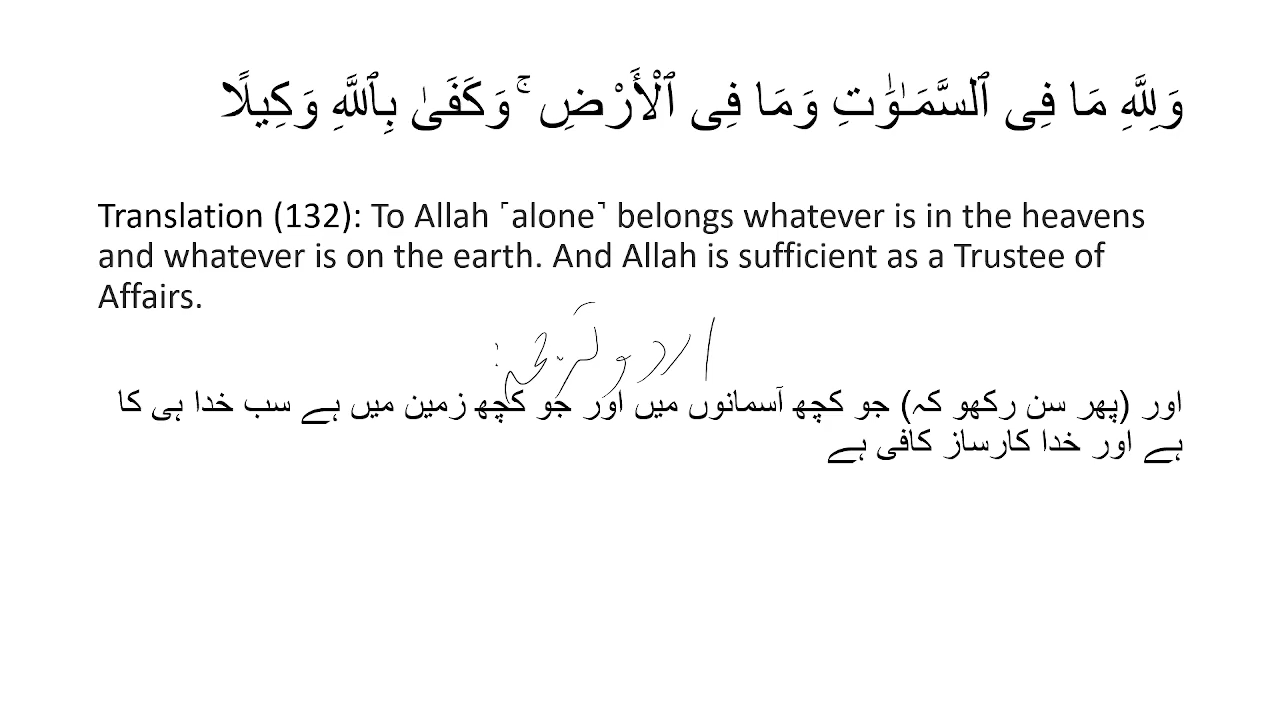 وَلِلَّهِ مَا فِى ٱلسَّمَـٰوَٰتِ وَمَا فِى ٱلْأَرْضِ ۚ وَكَفَىٰ بِٱللَّهِ وَكِيلًا
Translation (132): To Allah ˹alone˺ belongs whatever is in the heavens
and whatever is on the earth. And Allah is sufficient as a Trustee of
Affairs.
اردو ترجمہ:
اور (پھر سن رکھو کہ) جو کچھ آسمانوں میں اور جو کچھ زمین میں ہے سب خدا ہی کا
ہے اور خدا کارساز کافی ہے